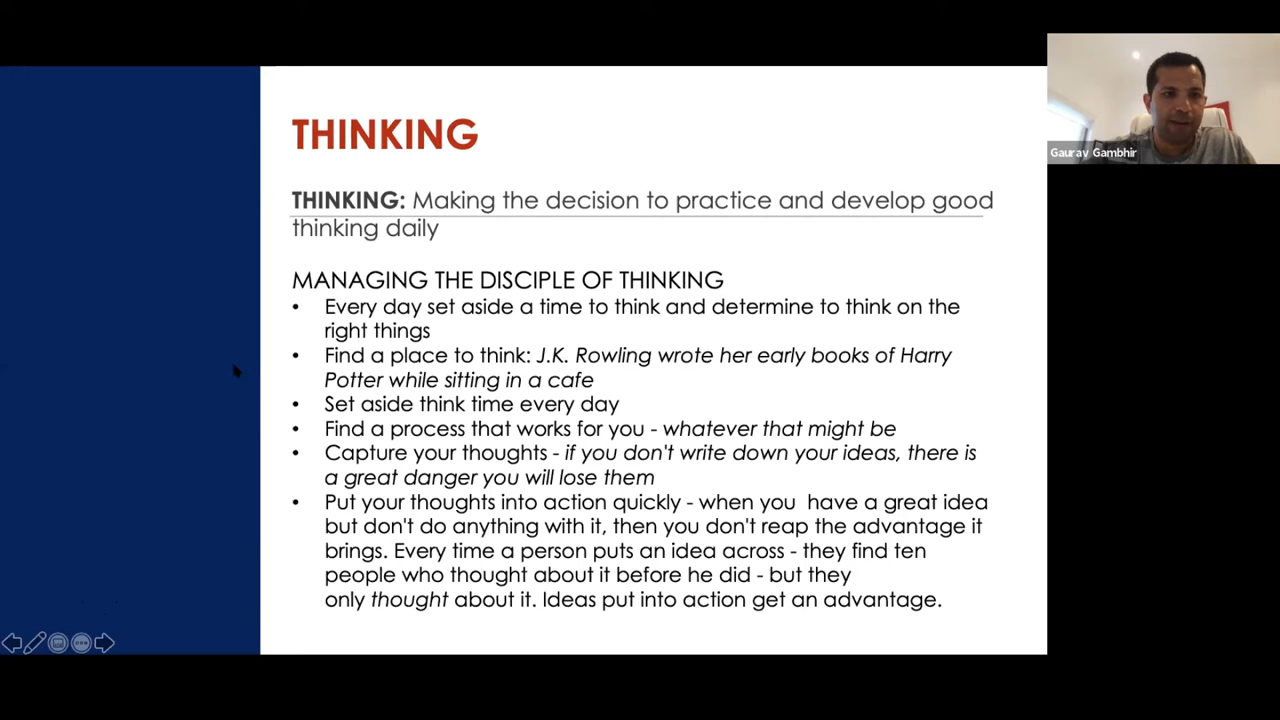 THINKING
THINKING: Making the decision to practice and develop good
thinking daily
MANAGING THE DISCIPLE OF THINKING
• Every day set aside a time to think and determine to think on the
right things
• Find a place to think: J.K. Rowling wrote her early books of Harry
Potter while sitting in a cafe
• Set aside think time every day
• Find a process that works for you - whatever that might be
• Capture your thoughts - if you don't write down your ideas, there is
a great danger you will lose them
• Put your thoughts into action quickly - when you  have a great idea
but don't do anything with it, then you don't reap the advantage it
brings. Every time a person puts an idea across - they find ten
people who thought about it before he did - but they
only thought about it. Ideas put into action get an advantage.
Gaurav Gambhir